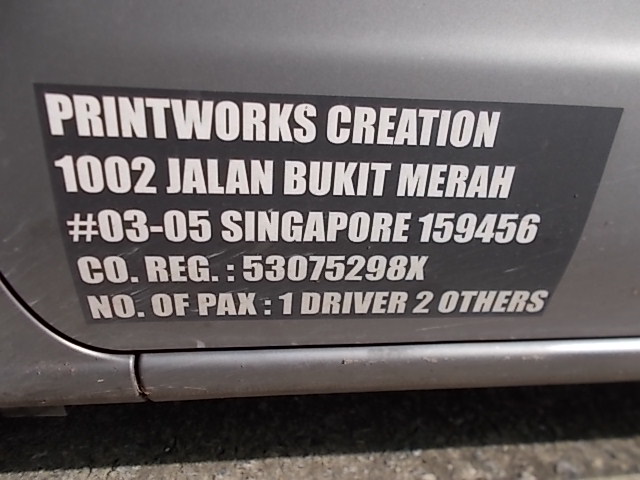 PRINTWORKS CREATION
1002 JALAN BUKIT MERAH
#03-05 SINGAPORE 159456
CO. REG. : 53075298X
NO. OF PAX : 1 DRIVER 2 OTHERS